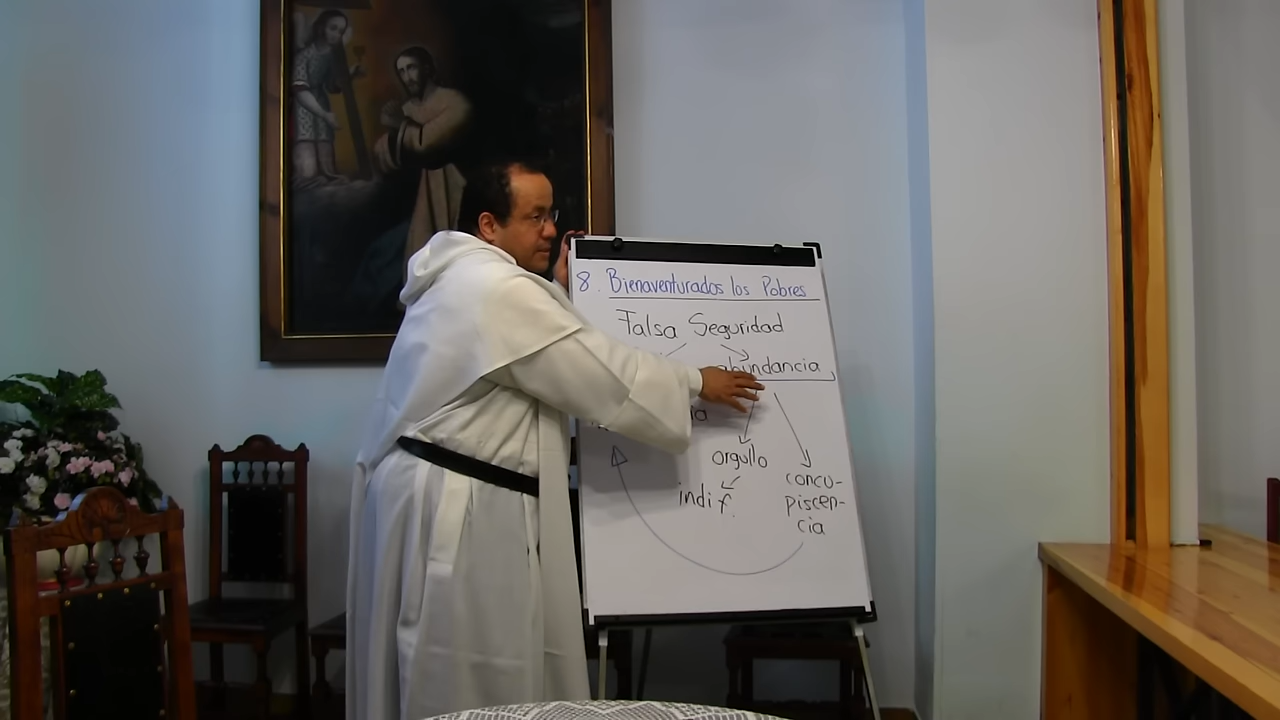 8. Bienaventurados los Pobres
Falsa Seguridad
abundancia
orgullo
indif.
concu-
piscen-
cia